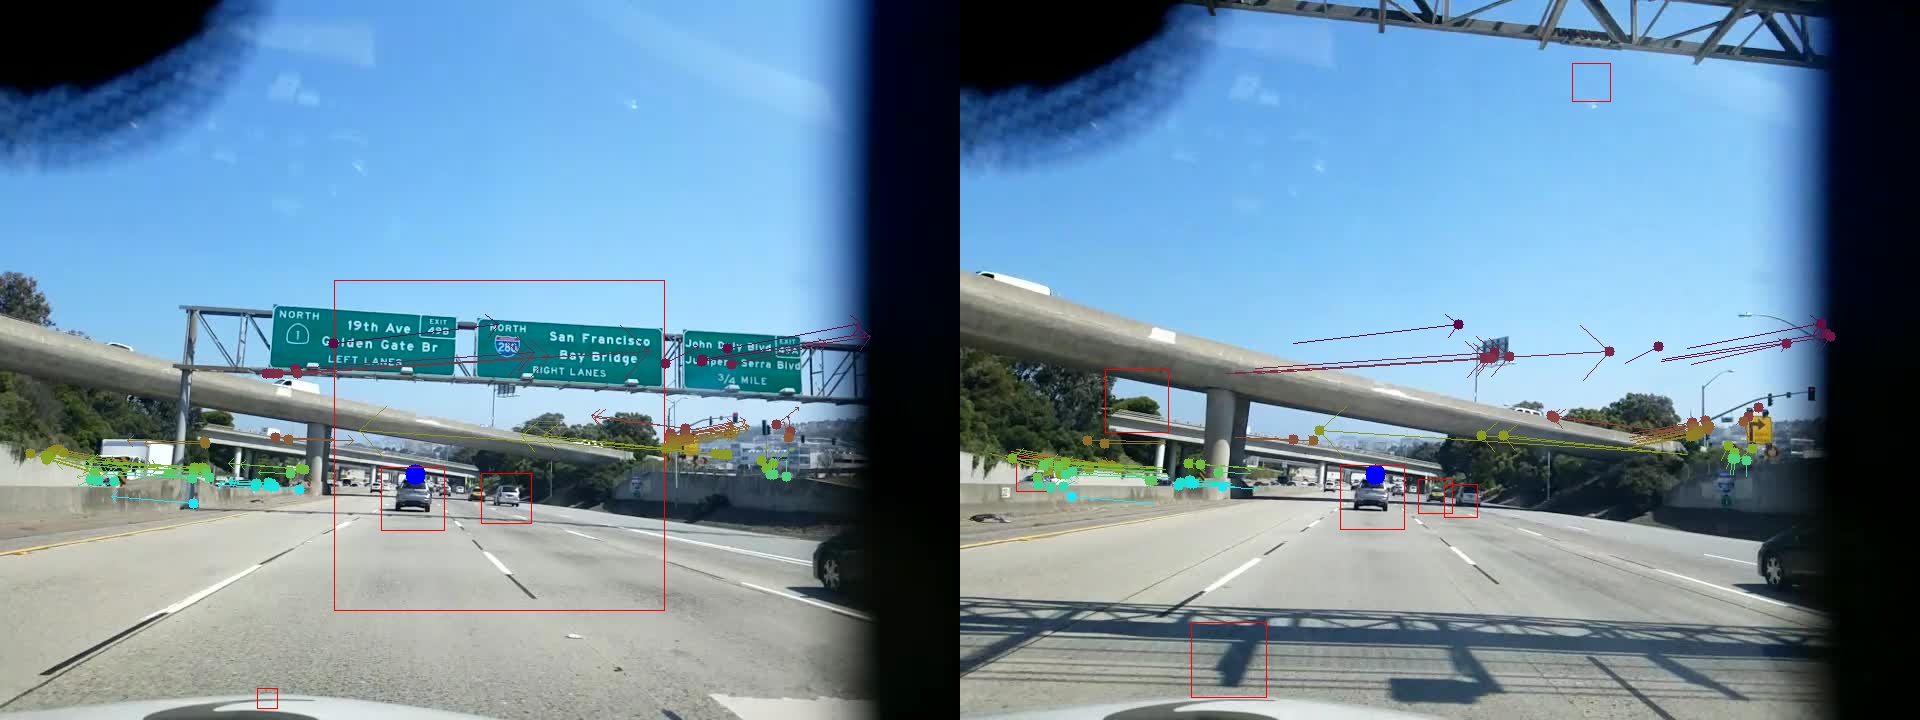 NORTH
1
19th Ave
Golden Gate Br
LEFT LANES
EXIT
49B
NORTH
280
San Francisco
Bay Bridge
RIGHT LANES
John Daly Blvd
Junipero Serra Blvd
3/4 MILE
EXIT
49A